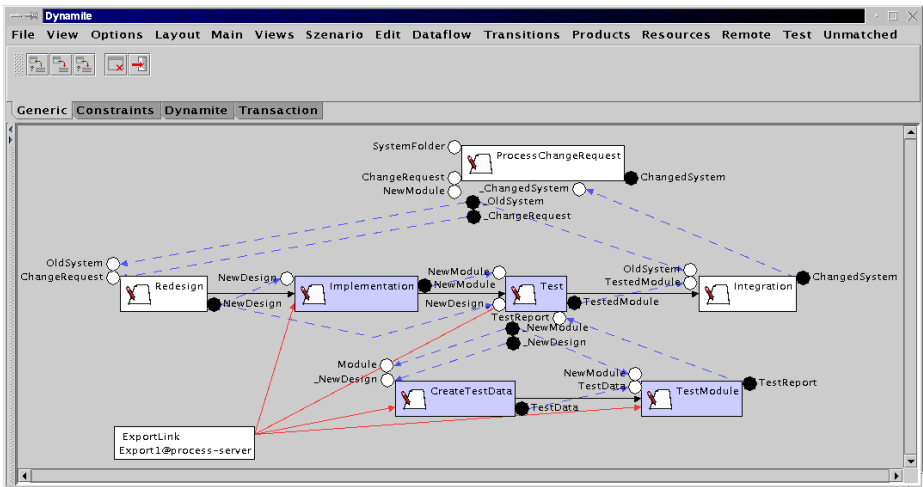 Dynamite
File View Options Layout Main Views Szenario Edit Dataflow Transitions Products Resources Remote Test Unmatched
Generic Constraints Dynamite Transaction
SystemFolder
ProcessChangeRequest
ChangeRequest
ChangedSystem
NewModule
_ChangedSystem
_OldSystem
_ChangeRequest
OldSystem
ChangeRequest
Redesign
NewDesign
NewDesign
Implementation
NewModule
NewModule
NewDesign
Test
TestedModule
OldSystem
TestedModule
Integration
ChangedSystem
TestReport
_NewModule
_NewDesign
Module
_NewDesign
CreateTestData
TestData
NewModule
TestData
TestModule
TestReport
ExportLink
Export1@process-server